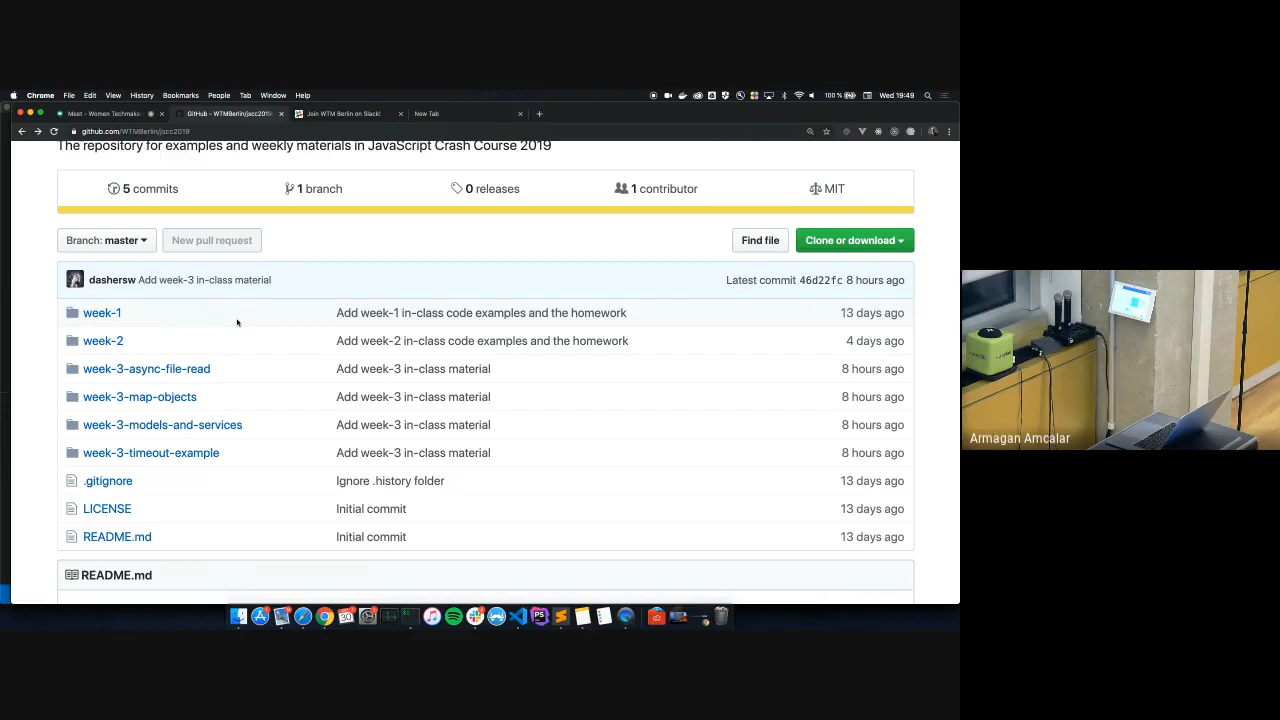 Chrome File Edit View History Bookmarks People Tab Window Help 100 % Wed 19:49
Meet - Women Techmake GitHub - WTMBerlin/jscc2019 Join WTM Berlin on Slack! New Tab
github.com/WTMBerlin/jscc2019
The repository for examples and weekly materials in JavaScript Crash Course 2019
5 commits 1 branch 0 releases 1 contributor MIT
Branch: master New pull request Find file Clone or download
dashersw Add week-3 in-class material Latest commit 46d22fc 8 hours ago
week-1 Add week-1 in-class code examples and the homework 13 days ago
week-2 Add week-2 in-class code examples and the homework 4 days ago
week-3-async-file-read Add week-3 in-class material 8 hours ago
week-3-map-objects Add week-3 in-class material 8 hours ago
week-3-models-and-services Add week-3 in-class material 8 hours ago
week-3-timeout-example Add week-3 in-class material 8 hours ago
.gitignore Ignore .history folder 13 days ago
LICENSE Initial commit 13 days ago
README.md Initial commit 13 days ago
README.md
30
PS
Armagan Amcalar